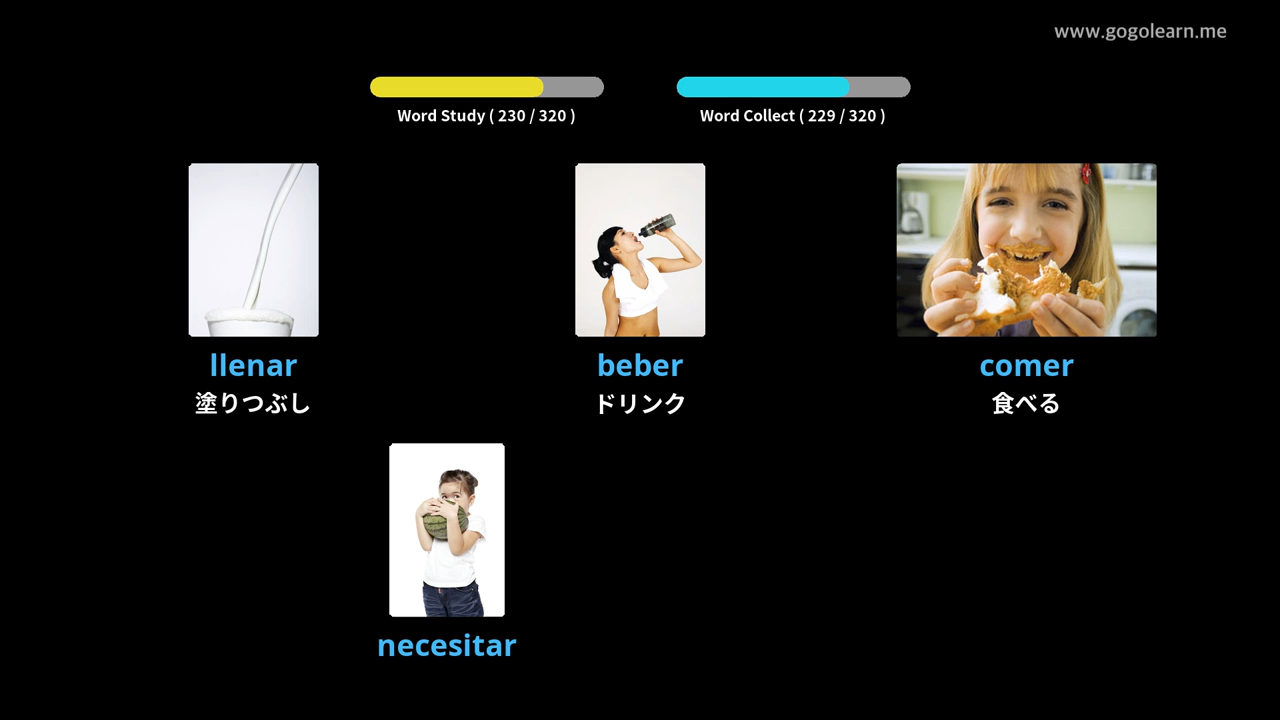 www.gogolearn.me
Word Study ( 230 / 320 )
Word Collect ( 229 / 320 )
llenar
塗りつぶし
beber
ドリンク
comer
食べる
necesitar